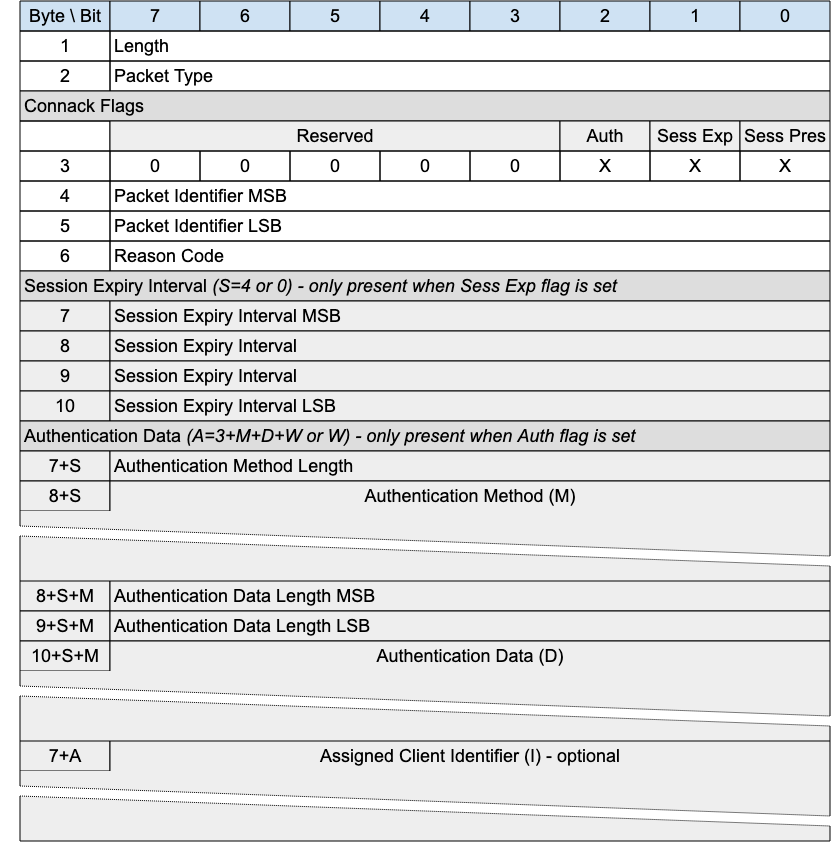 Byte \ Bit 7 6 5 4 3 2 1 0
1 Length
2 Packet Type
Connack Flags
Reserved Auth Sess Exp Sess Pres
3 0 0 0 0 0 X X X
4 Packet Identifier MSB
5 Packet Identifier LSB
6 Reason Code
Session Expiry Interval (S=4 or 0) - only present when Sess Exp flag is set
7 Session Expiry Interval MSB
8 Session Expiry Interval
9 Session Expiry Interval
10 Session Expiry Interval LSB
Authentication Data (A=3+M+D+W or W) - only present when Auth flag is set
7+S Authentication Method Length
8+S Authentication Method (M)
8+S+M Authentication Data Length MSB
9+S+M Authentication Data Length LSB
10+S+M Authentication Data (D)
7+A Assigned Client Identifier (I) - optional